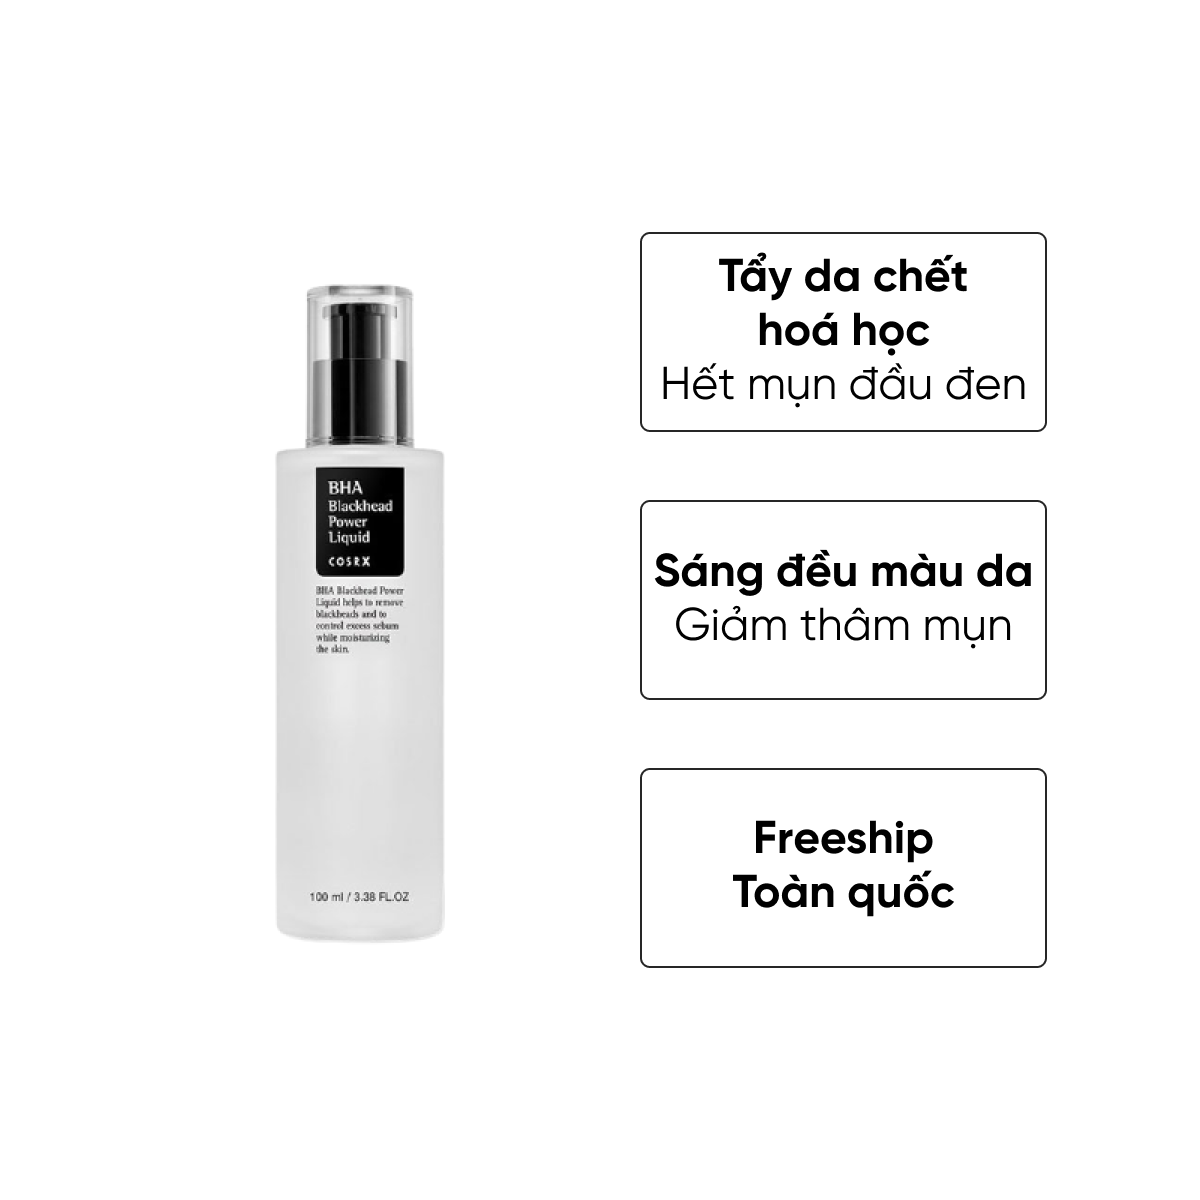 BHA
Blackhead
Power
Liquid
COSRX
BHA Blackhead Power
Liquid helps to remove
blackheads and to
control excess sebum
while moisturizing
the skin.
100 ml / 3.38 FL.OZ
Tẩy da chết
hoá học
Hết mụn đầu đen
Sáng đều màu da
Giảm thâm mụn
Freeship
Toàn quốc